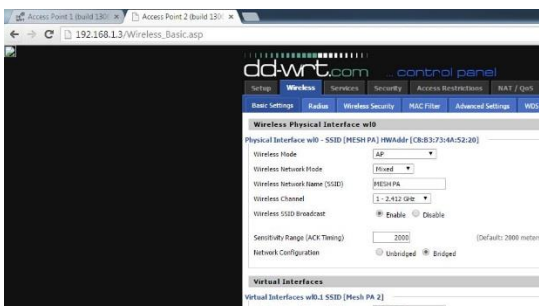 Access Point 1 (build 130 × Access Point 2 (build 130 ×
192.168.1.3/Wireless_Basic.asp
dd-wrt.com ... control panel
Setup Wireless Services Security Access Restrictions NAT / QoS
Basic Settings Radius Wireless Security MAC Filter Advanced Settings WDS
Wireless Physical Interface wl0
Physical Interface wl0 - SSID [MESH PA] HWAddr [C8:B3:73:4A:52:20]
Wireless Mode AP
Wireless Network Mode Mixed
Wireless Network Name (SSID) MESH PA
Wireless Channel 1 - 2.412 GHz
Wireless SSID Broadcast Enable Disable
Sensitivity Range (ACK Timing) 2000 (Default: 2000 meters
Network Configuration Unbridged Bridged
Virtual Interfaces
Virtual Interfaces wl0.1 SSID [Mesh PA 2]